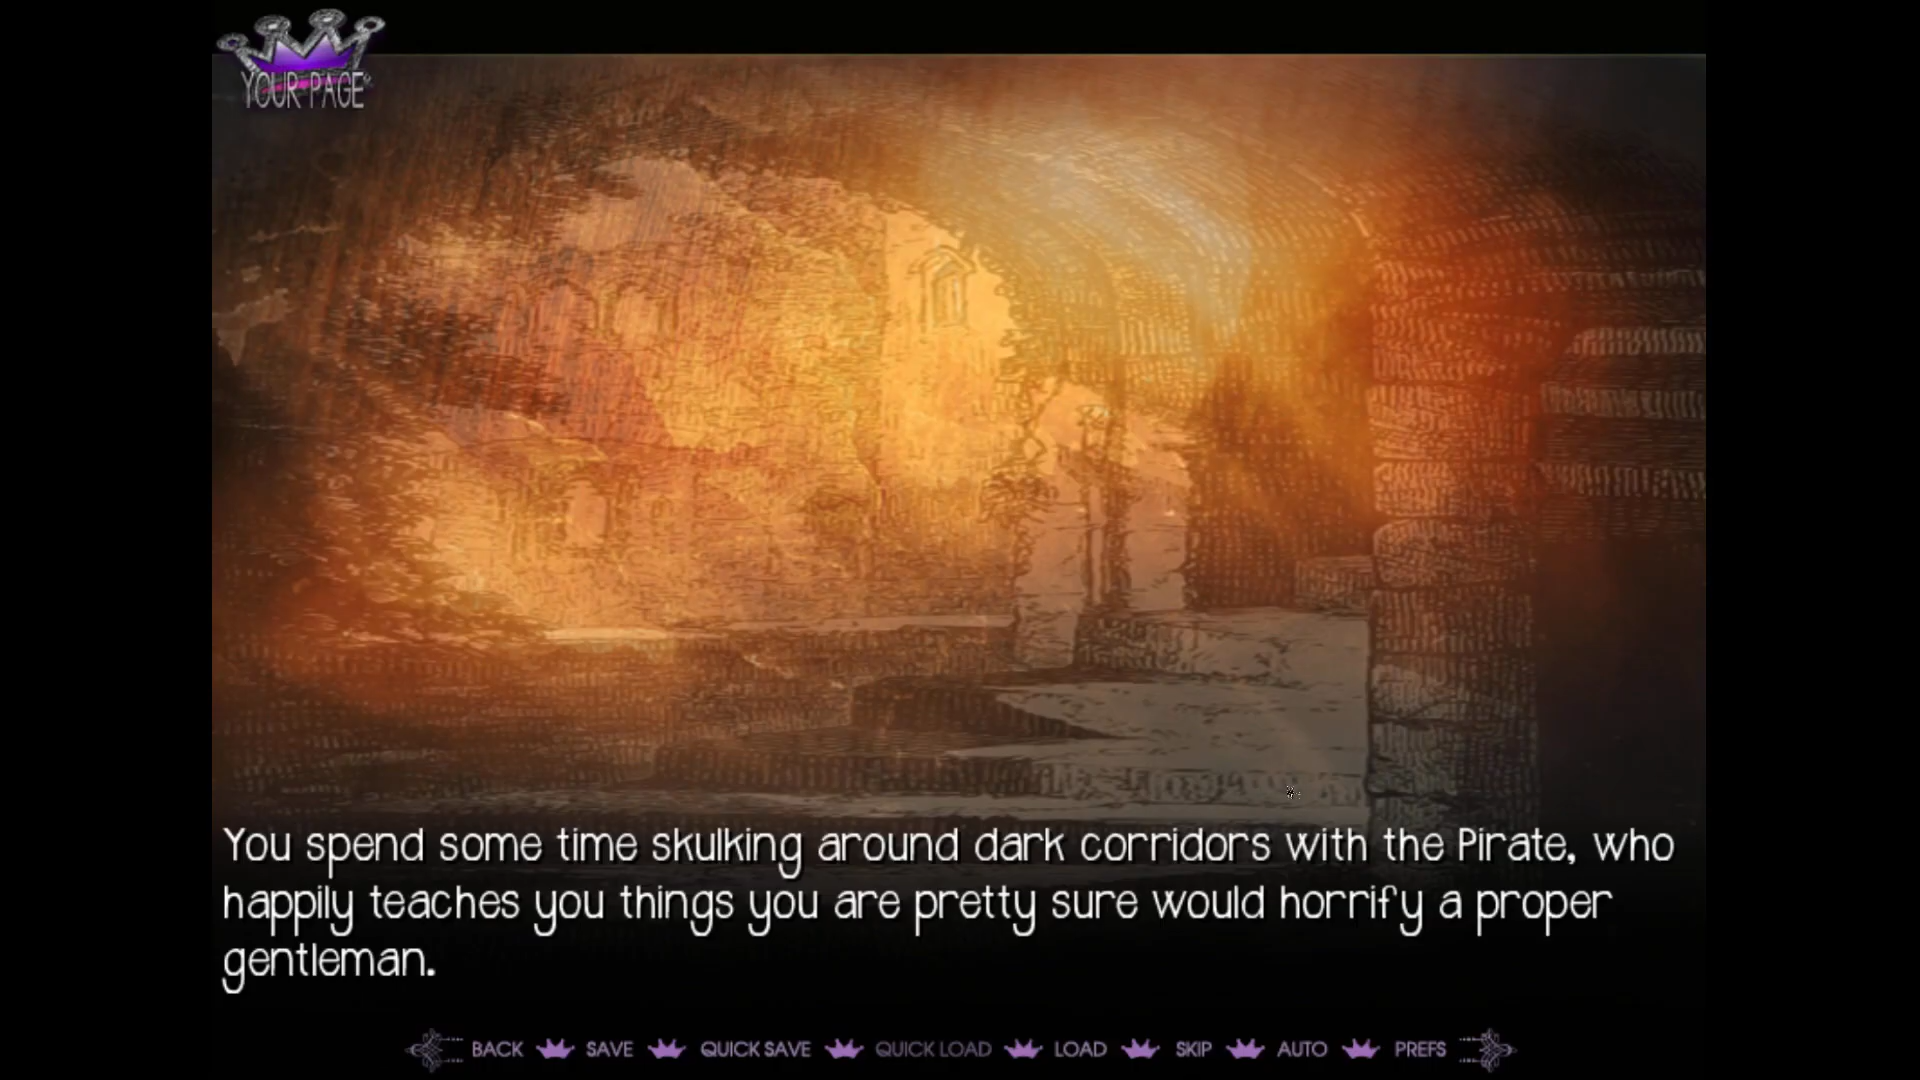 YOUR PAGE
You spend some time skulking around dark corridors with the Pirate, who
happily teaches you things you are pretty sure would horrify a proper
gentleman.
BACK SAVE QUICK SAVE QUICK LOAD LOAD SKIP AUTO PREFS